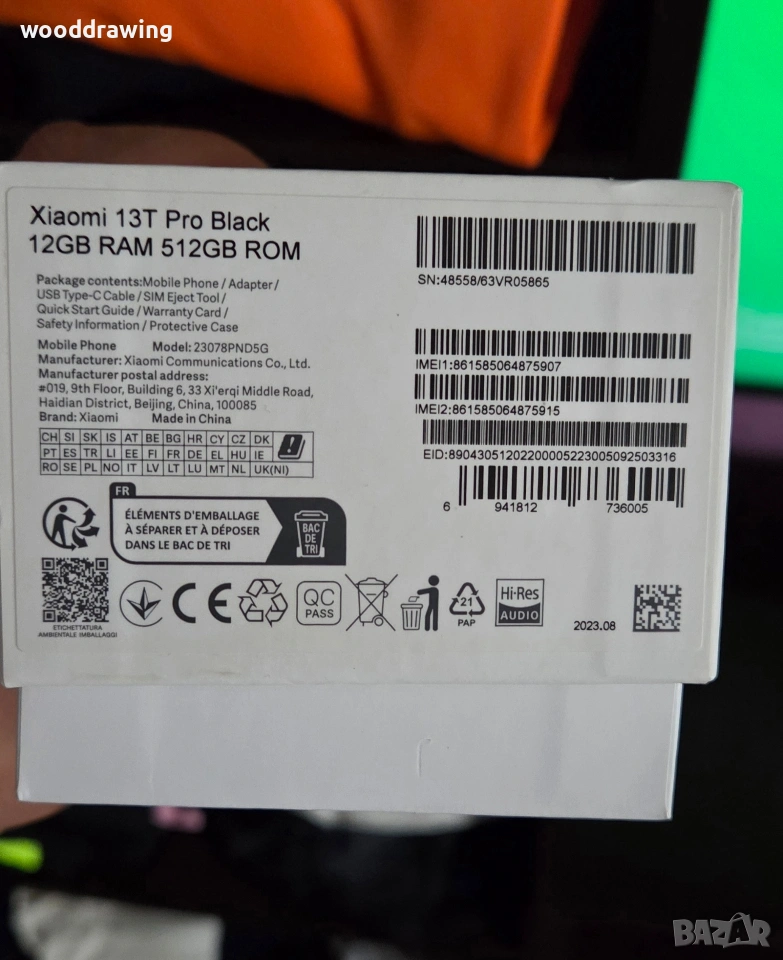 wooddrawing
Xiaomi 13T Pro Black
12GB RAM 512GB ROM
Package contents:Mobile Phone / Adapter /
USB Type-C Cable / SIM Eject Tool /
Quick Start Guide / Warranty Card /
Safety Information / Protective Case
Mobile Phone Model: 23078PND5G
Manufacturer: Xiaomi Communications Co., Ltd.
Manufacturer postal address:
#019, 9th Floor, Building 6, 33 Xi'erqi Middle Road,
Haidian District, Beijing, China, 100085
Brand: Xiaomi Made in China
CH SI SK IS AT BE BG HR CY CZ DK
PT ES TR LI EE FI FR DE EL HU IE
RO SE PL NO IT LV LT LU MT NL UK(NI)
SN:48558/63VR05865
IMEI1:861585064875907
IMEI2:861585064875915
EID:89043051202200005223005092503316
6 941812 736005
FR
ÉLÉMENTS D'EMBALLAGE
À SÉPARER ET À DÉPOSER
DANS LE BAC DE TRI
BAC
DE
TRI
ETICHETTATURA
AMBIENTALE IMBALLAGGI
CE
QC
PASS
21
PAP
Hi-Res
AUDIO
2023.08
BAZAR